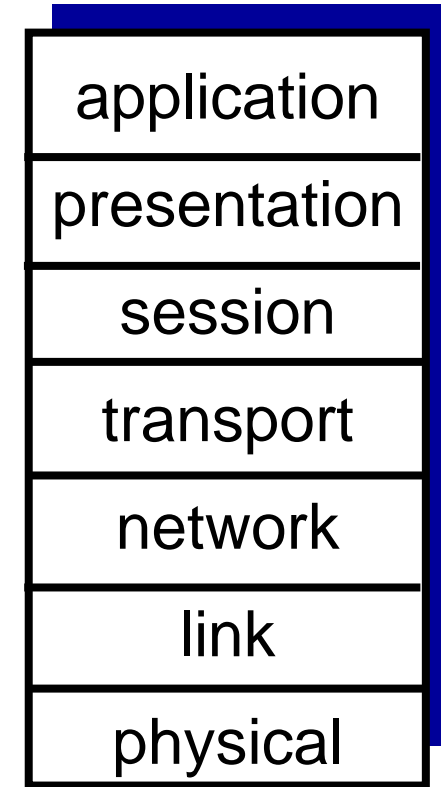 application
presentation
session
transport
network
link
physical